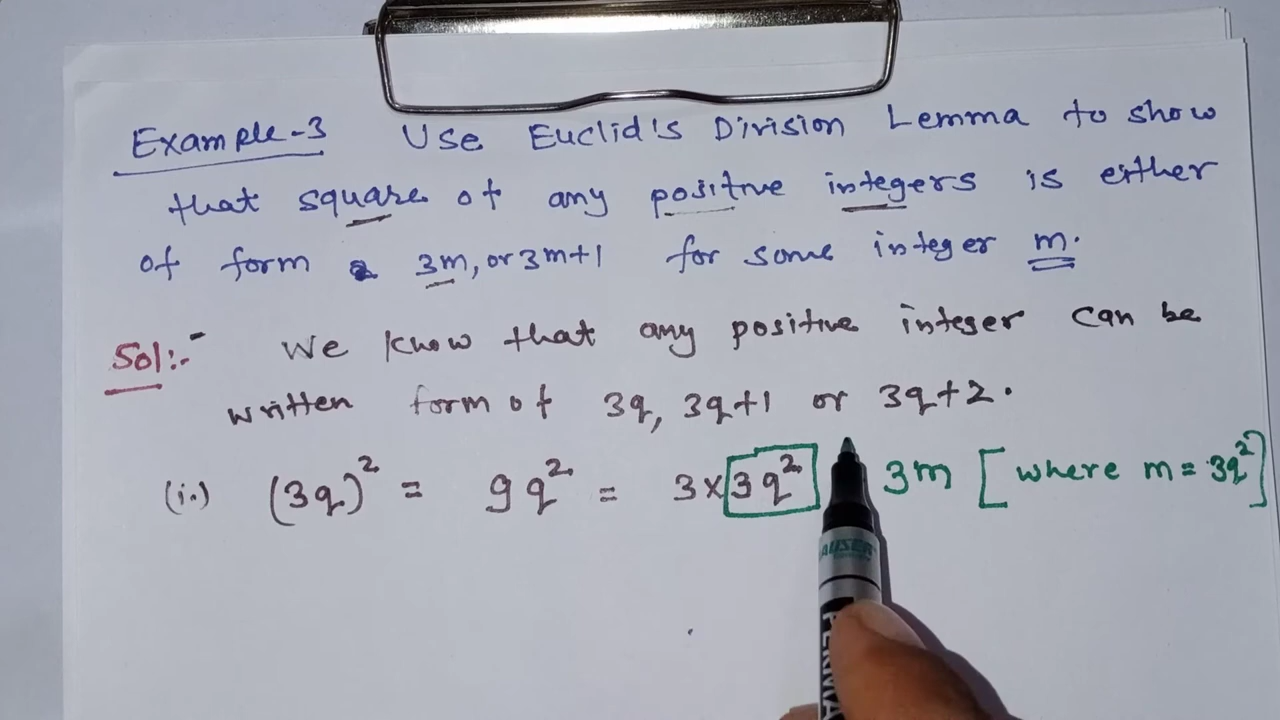 Example-3 Use Euclid's Division Lemma to show
that square of any positive integers is either
of form 3m, or 3m+1 for some integer m.
Sol:- We know that any positive integer can be
written form of 3q, 3q+1 or 3q+2.
(i.) (3q)² = 9q² = 3×3q² 3m [where m = 3q²]